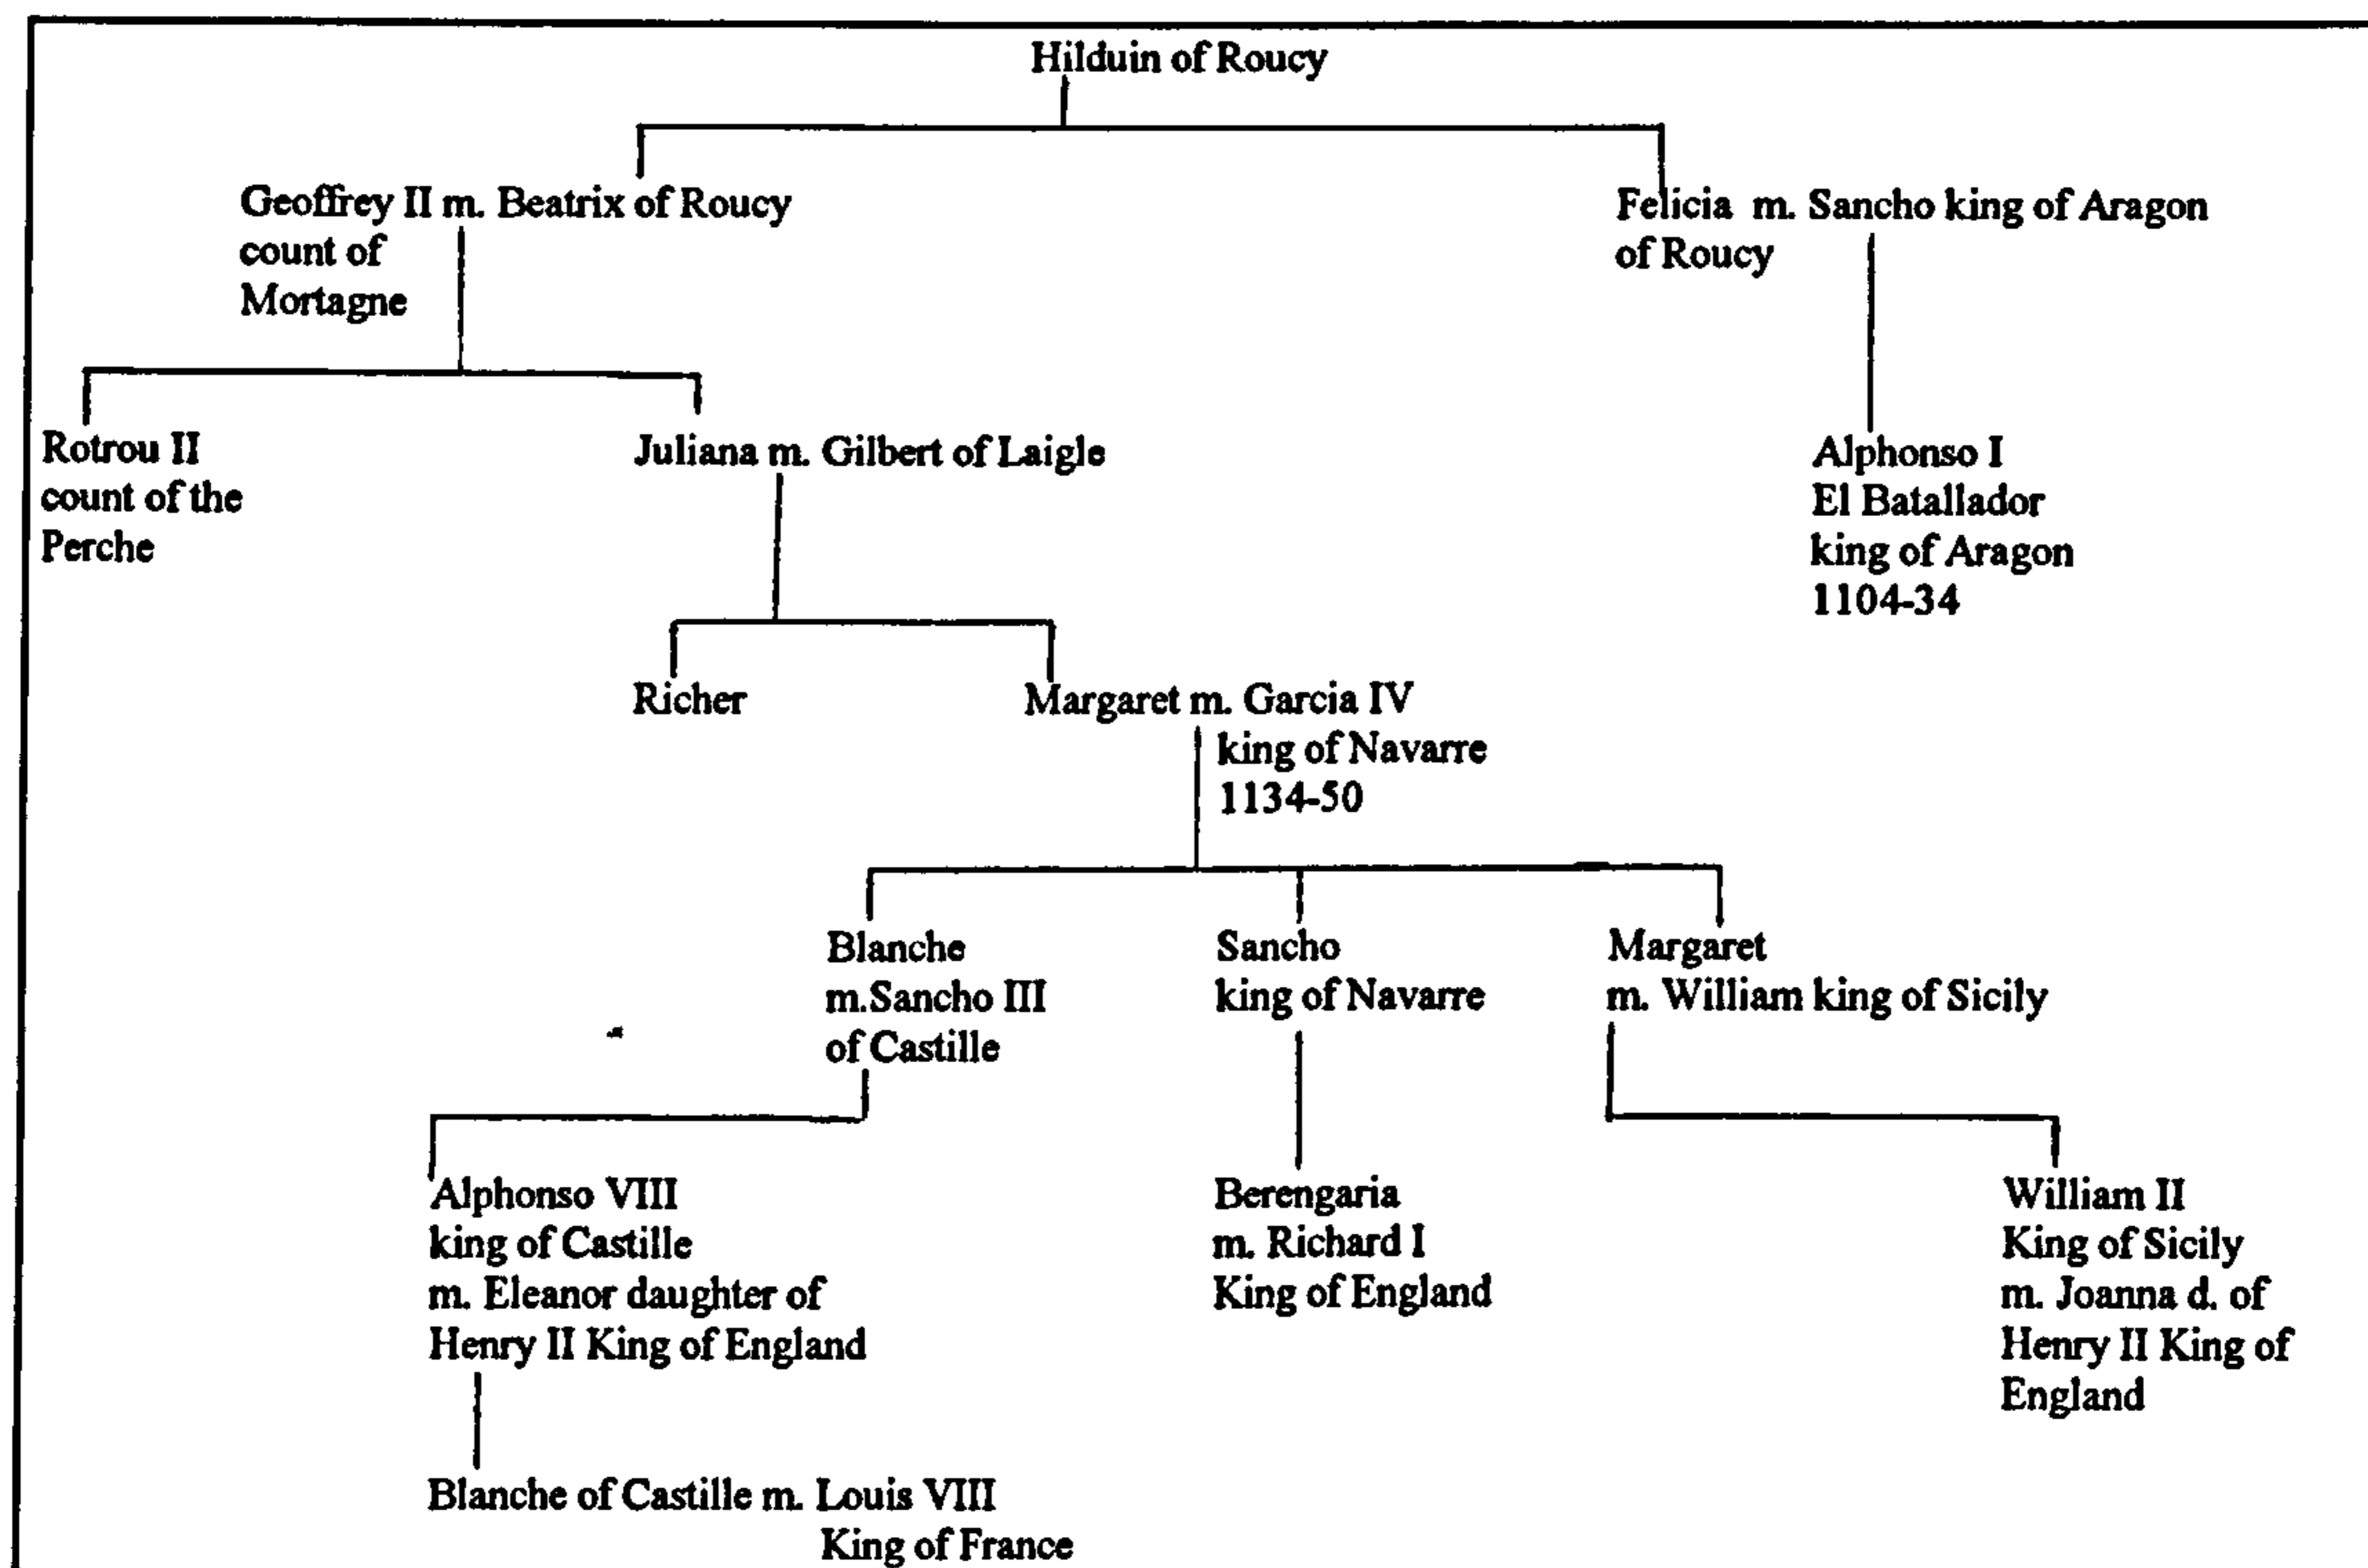 Hilduin of Roucy
Geoffrey II m. Beatrix of Roucy
count of
Mortagne
Felicia m. Sancho king of Aragon
of Roucy
Rotrou II
count of the
Perche
Juliana m. Gilbert of Laigle
Alphonso I
El Batallador
king of Aragon
1104-34
Richer
Margaret m. Garcia IV
king of Navarre
1134-50
Blanche
m.Sancho III
of Castille
Sancho
king of Navarre
Margaret
m. William king of Sicily
Alphonso VIII
king of Castille
m. Eleanor daughter of
Henry II King of England
Berengaria
m. Richard I
King of England
William II
King of Sicily
m. Joanna d. of
Henry II King of
England
Blanche of Castille m. Louis VIII
King of France